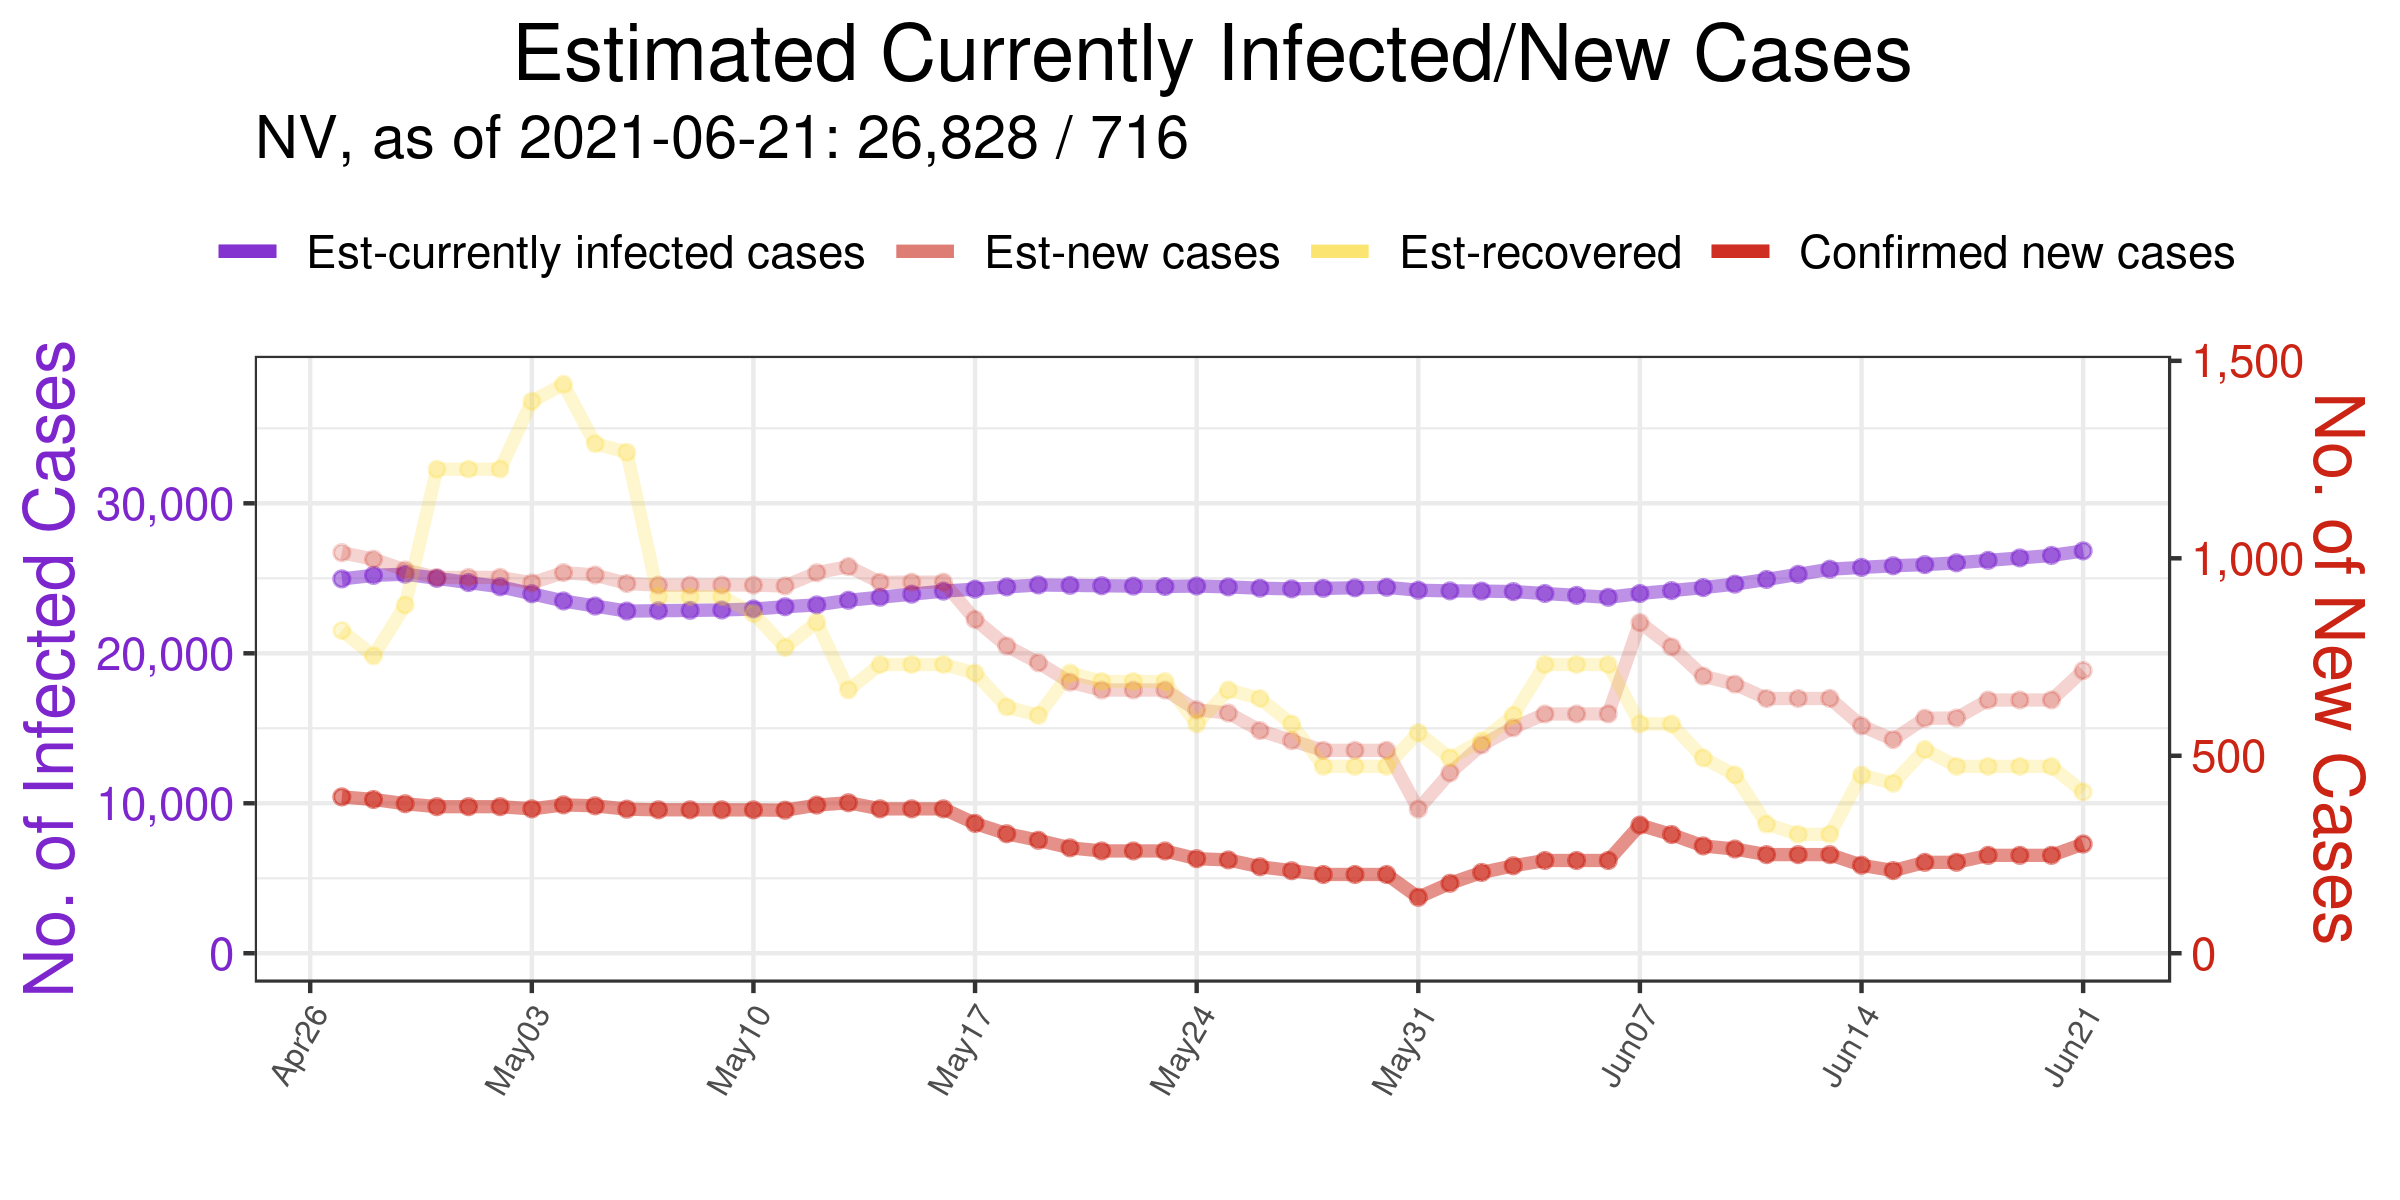 Estimated Currently Infected/New Cases
NV, as of 2021-06-21: 26,828 / 716
Est-currently infected cases Est-new cases Est-recovered Confirmed new cases
No. of Infected Cases
30,000
20,000
10,000
0
1,500
1,000
500
0
No. of New Cases
Apr26 May03 May10 May17 May24 May31 Jun07 Jun14 Jun21